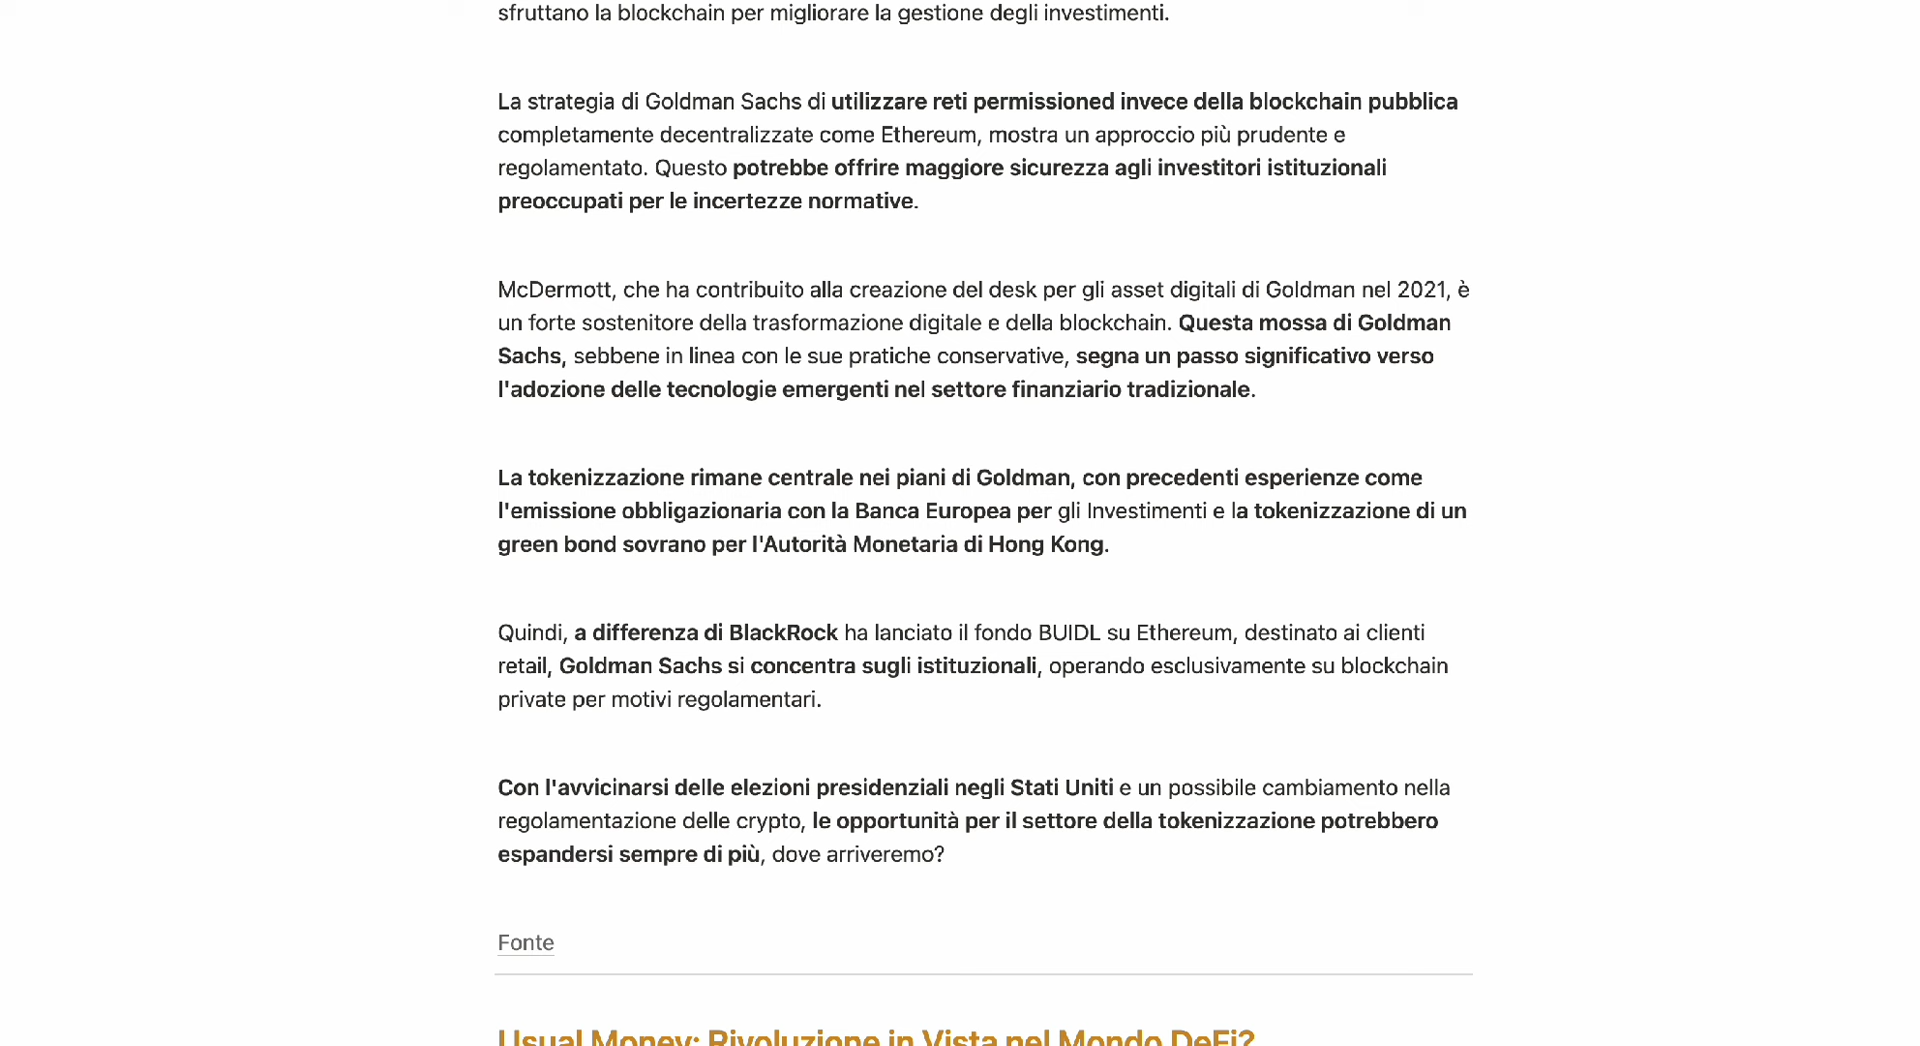 sfruttano la blockchain per migliorare la gestione degli investimenti.
La strategia di Goldman Sachs di utilizzare reti permissioned invece della blockchain pubblica
completamente decentralizzate come Ethereum, mostra un approccio più prudente e
regolamentato. Questo potrebbe offrire maggiore sicurezza agli investitori istituzionali
preoccupati per le incertezze normative.
McDermott, che ha contribuito alla creazione del desk per gli asset digitali di Goldman nel 2021, è
un forte sostenitore della trasformazione digitale e della blockchain. Questa mossa di Goldman
Sachs, sebbene in linea con le sue pratiche conservative, segna un passo significativo verso
l'adozione delle tecnologie emergenti nel settore finanziario tradizionale.
La tokenizzazione rimane centrale nei piani di Goldman, con precedenti esperienze come
l'emissione obbligazionaria con la Banca Europea per gli Investimenti e la tokenizzazione di un
green bond sovrano per l'Autorità Monetaria di Hong Kong.
Quindi, a differenza di BlackRock ha lanciato il fondo BUIDL su Ethereum, destinato ai clienti
retail, Goldman Sachs si concentra sugli istituzionali, operando esclusivamente su blockchain
private per motivi regolamentari.
Con l'avvicinarsi delle elezioni presidenziali negli Stati Uniti e un possibile cambiamento nella
regolamentazione delle crypto, le opportunità per il settore della tokenizzazione potrebbero
espandersi sempre di più, dove arriveremo?
Fonte
Usual Money: Rivoluzione in Vista nel Mondo DeFi?